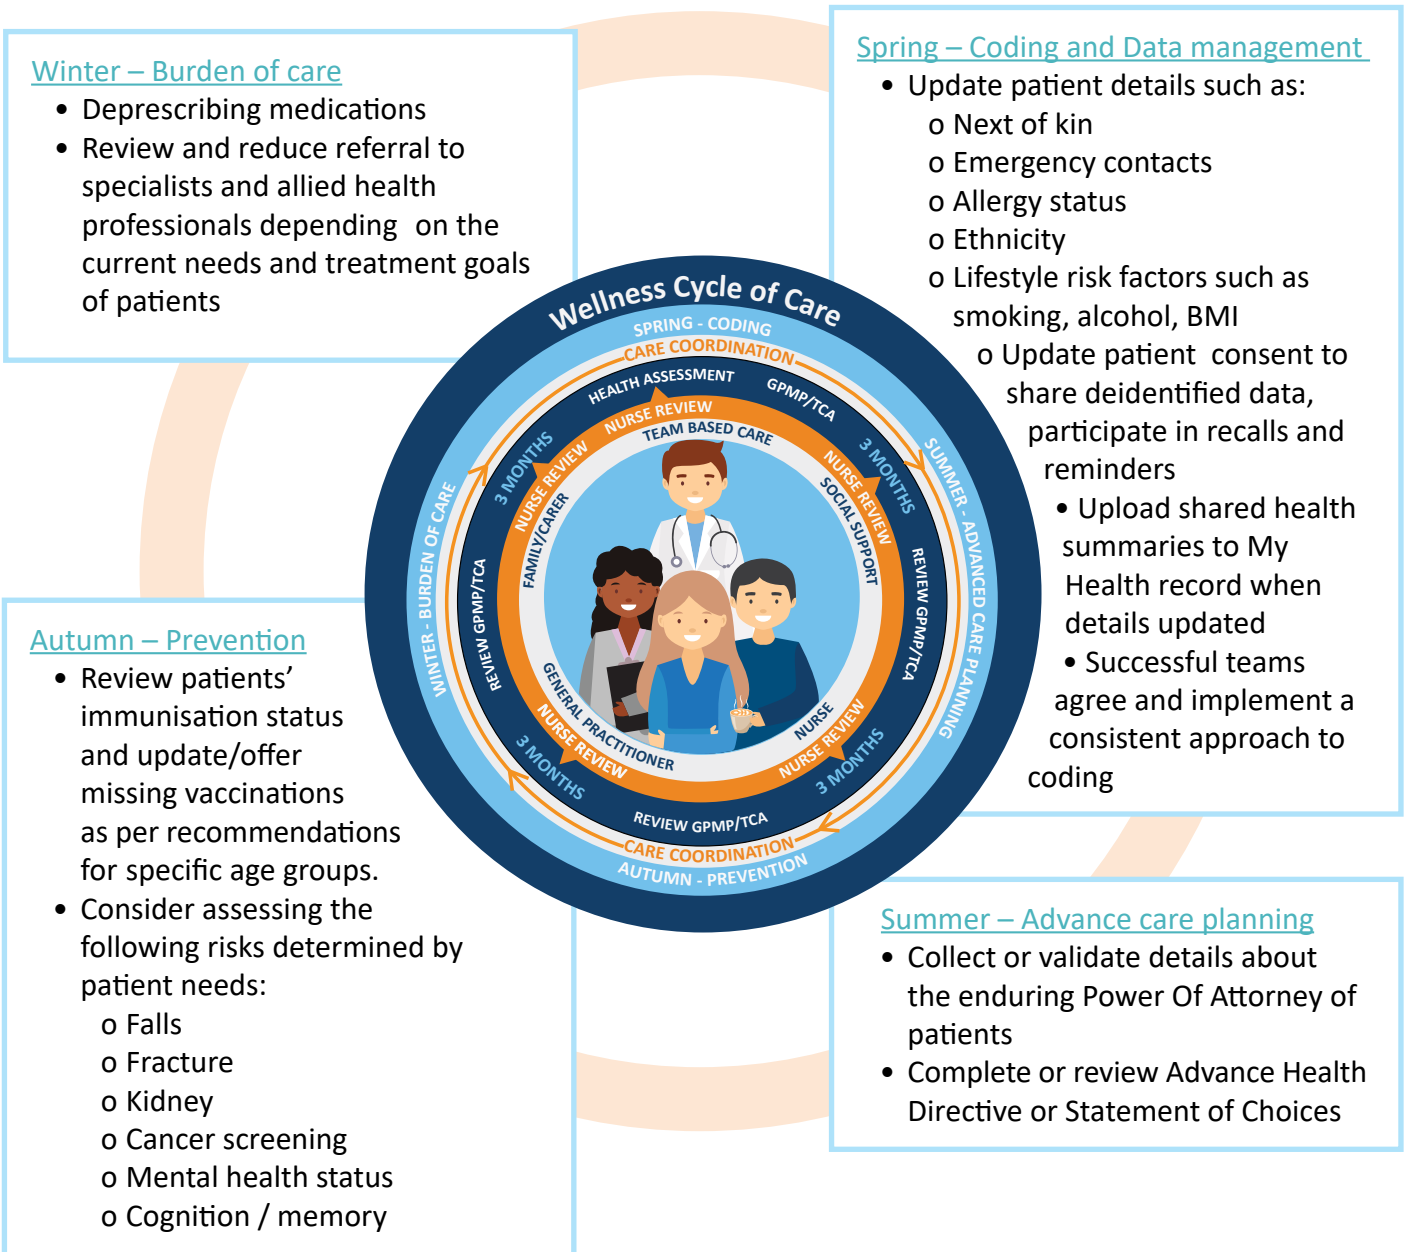 Winter – Burden of care
• Deprescribing medications
• Review and reduce referral to
specialists and allied health
professionals depending on the
current needs and treatment goals
of patients
Spring – Coding and Data management
• Update patient details such as:
o Next of kin
o Emergency contacts
o Allergy status
o Ethnicity
o Lifestyle risk factors such as
smoking, alcohol, BMI
o Update patient consent to
share deidentified data,
participate in recalls and
reminders
• Upload shared health
summaries to My
Health record when
details updated
• Successful teams
agree and implement a
consistent approach to
coding
Wellness Cycle of Care
SPRING - CODING
CARE COORDINATION
HEALTH ASSESSMENT
GPMP/TCA
NURSE REVIEW
TEAM BASED CARE
3 MONTHS
NURSE REVIEW
SOCIAL SUPPORT
SUMMER - ADVANCED CARE PLANNING
REVIEW GPMP/TCA
3 MONTHS
NURSE REVIEW
NURSE
REVIEW GPMP/TCA
CARE COORDINATION
AUTUMN - PREVENTION
3 MONTHS
NURSE REVIEW
GENERAL PRACTITIONER
REVIEW GPMP/TCA
WINTER - BURDEN OF CARE
3 MONTHS
NURSE REVIEW
FAMILY/CARER
Autumn – Prevention
• Review patients’
immunisation status
and update/offer
missing vaccinations
as per recommendations
for specific age groups.
• Consider assessing the
following risks determined by
patient needs:
o Falls
o Fracture
o Kidney
o Cancer screening
o Mental health status
o Cognition / memory
Summer – Advance care planning
• Collect or validate details about
the enduring Power Of Attorney of
patients
• Complete or review Advance Health
Directive or Statement of Choices